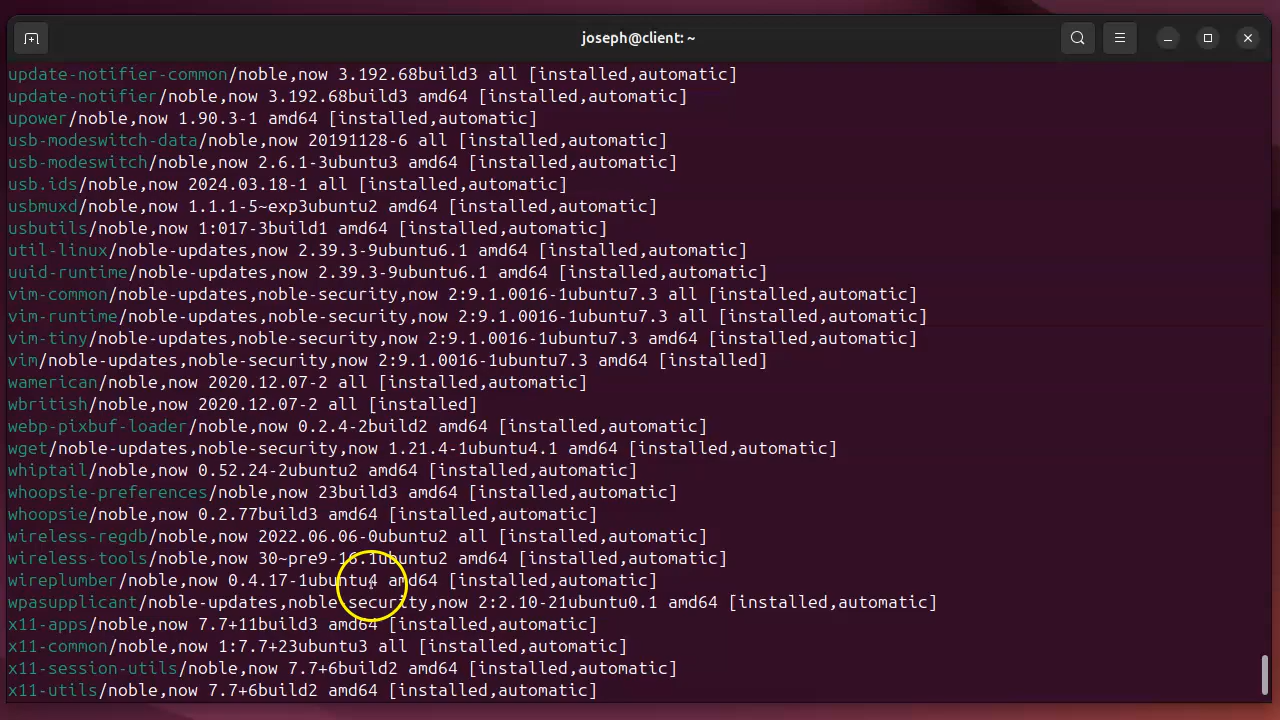 joseph@client: ~
update-notifier-common/noble,now 3.192.68build3 all [installed,automatic]
update-notifier/noble,now 3.192.68build3 amd64 [installed,automatic]
upower/noble,now 1.90.3-1 amd64 [installed,automatic]
usb-modeswitch-data/noble,now 20191128-6 all [installed,automatic]
usb-modeswitch/noble,now 2.6.1-3ubuntu3 amd64 [installed,automatic]
usb.ids/noble,now 2024.03.18-1 all [installed,automatic]
usbmuxd/noble,now 1.1.1-5~exp3ubuntu2 amd64 [installed,automatic]
usbutils/noble,now 1:017-3build1 amd64 [installed,automatic]
util-linux/noble-updates,now 2.39.3-9ubuntu6.1 amd64 [installed,automatic]
uuid-runtime/noble-updates,now 2.39.3-9ubuntu6.1 amd64 [installed,automatic]
vim-common/noble-updates,noble-security,now 2:9.1.0016-1ubuntu7.3 all [installed,automatic]
vim-runtime/noble-updates,noble-security,now 2:9.1.0016-1ubuntu7.3 all [installed,automatic]
vim-tiny/noble-updates,noble-security,now 2:9.1.0016-1ubuntu7.3 amd64 [installed,automatic]
vim/noble-updates,noble-security,now 2:9.1.0016-1ubuntu7.3 amd64 [installed]
wamerican/noble,now 2020.12.07-2 all [installed,automatic]
wbritish/noble,now 2020.12.07-2 all [installed]
webp-pixbuf-loader/noble,now 0.2.4-2build2 amd64 [installed,automatic]
wget/noble-updates,noble-security,now 1.21.4-1ubuntu4.1 amd64 [installed,automatic]
whiptail/noble,now 0.52.24-2ubuntu2 amd64 [installed,automatic]
whoopsie-preferences/noble,now 23build3 amd64 [installed,automatic]
whoopsie/noble,now 0.2.77build3 amd64 [installed,automatic]
wireless-regdb/noble,now 2022.06.06-0ubuntu2 all [installed,automatic]
wireless-tools/noble,now 30~pre9-16.1ubuntu2 amd64 [installed,automatic]
wireplumber/noble,now 0.4.17-1ubuntu4 amd64 [installed,automatic]
wpasupplicant/noble-updates,noble-security,now 2:2.10-21ubuntu0.1 amd64 [installed,automatic]
x11-apps/noble,now 7.7+11build3 amd64 [installed,automatic]
x11-common/noble,now 1:7.7+23ubuntu3 all [installed,automatic]
x11-session-utils/noble,now 7.7+6build2 amd64 [installed,automatic]
x11-utils/noble,now 7.7+6build2 amd64 [installed,automatic]